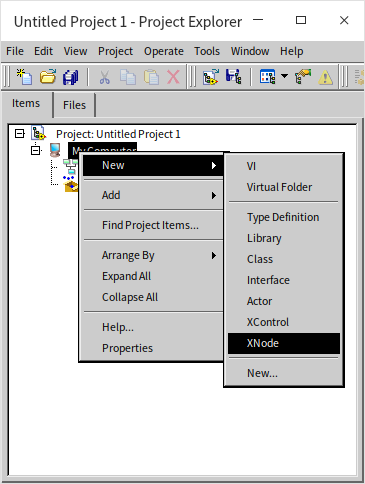 Untitled Project 1 - Project Explorer
File Edit View Project Operate Tools Window Help
Items Files
Project: Untitled Project 1
My Computer
New
Add
Find Project Items...
Arrange By
Expand All
Collapse All
Help...
Properties
VI
Virtual Folder
Type Definition
Library
Class
Interface
Actor
XControl
XNode
New...